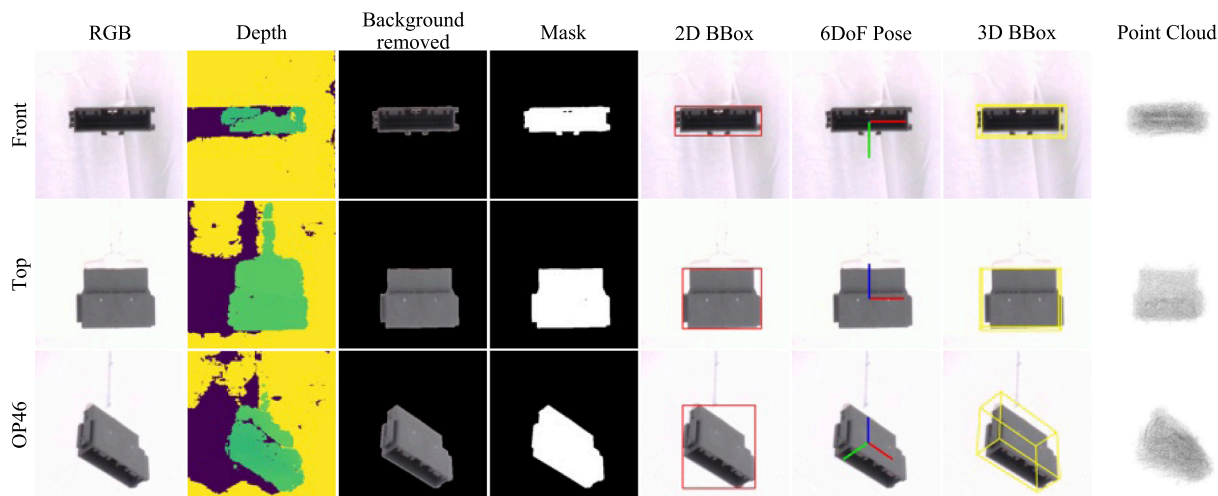 RGB
Depth
Background
removed
Mask
2D BBox
6DoF Pose
3D BBox
Point Cloud
Front
Top
OP46